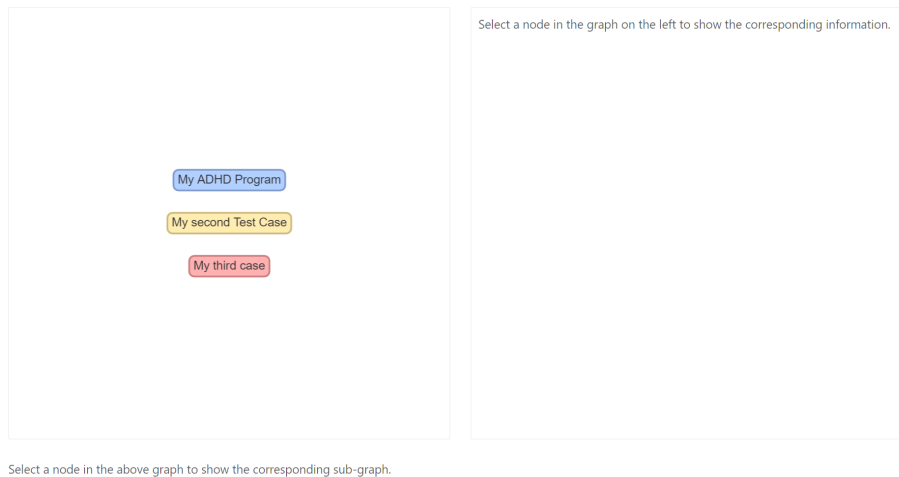 Select a node in the graph on the left to show the corresponding information.
My ADHD Program
My second Test Case
My third case
Select a node in the above graph to show the corresponding sub-graph.